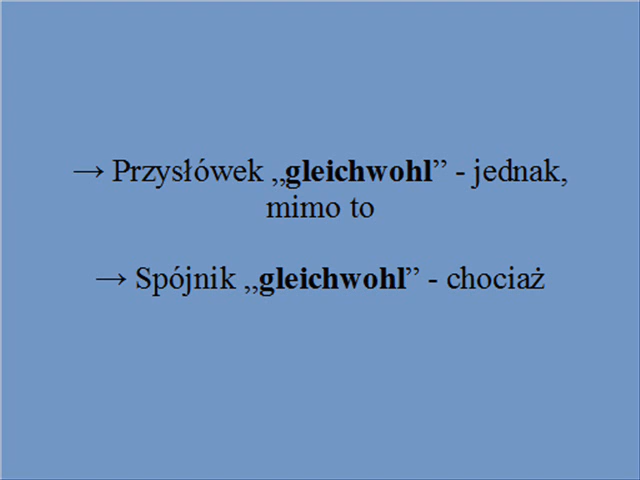 → Przysłówek „gleichwohl” - jednak,
mimo to
→ Spójnik „gleichwohl” - chociaż